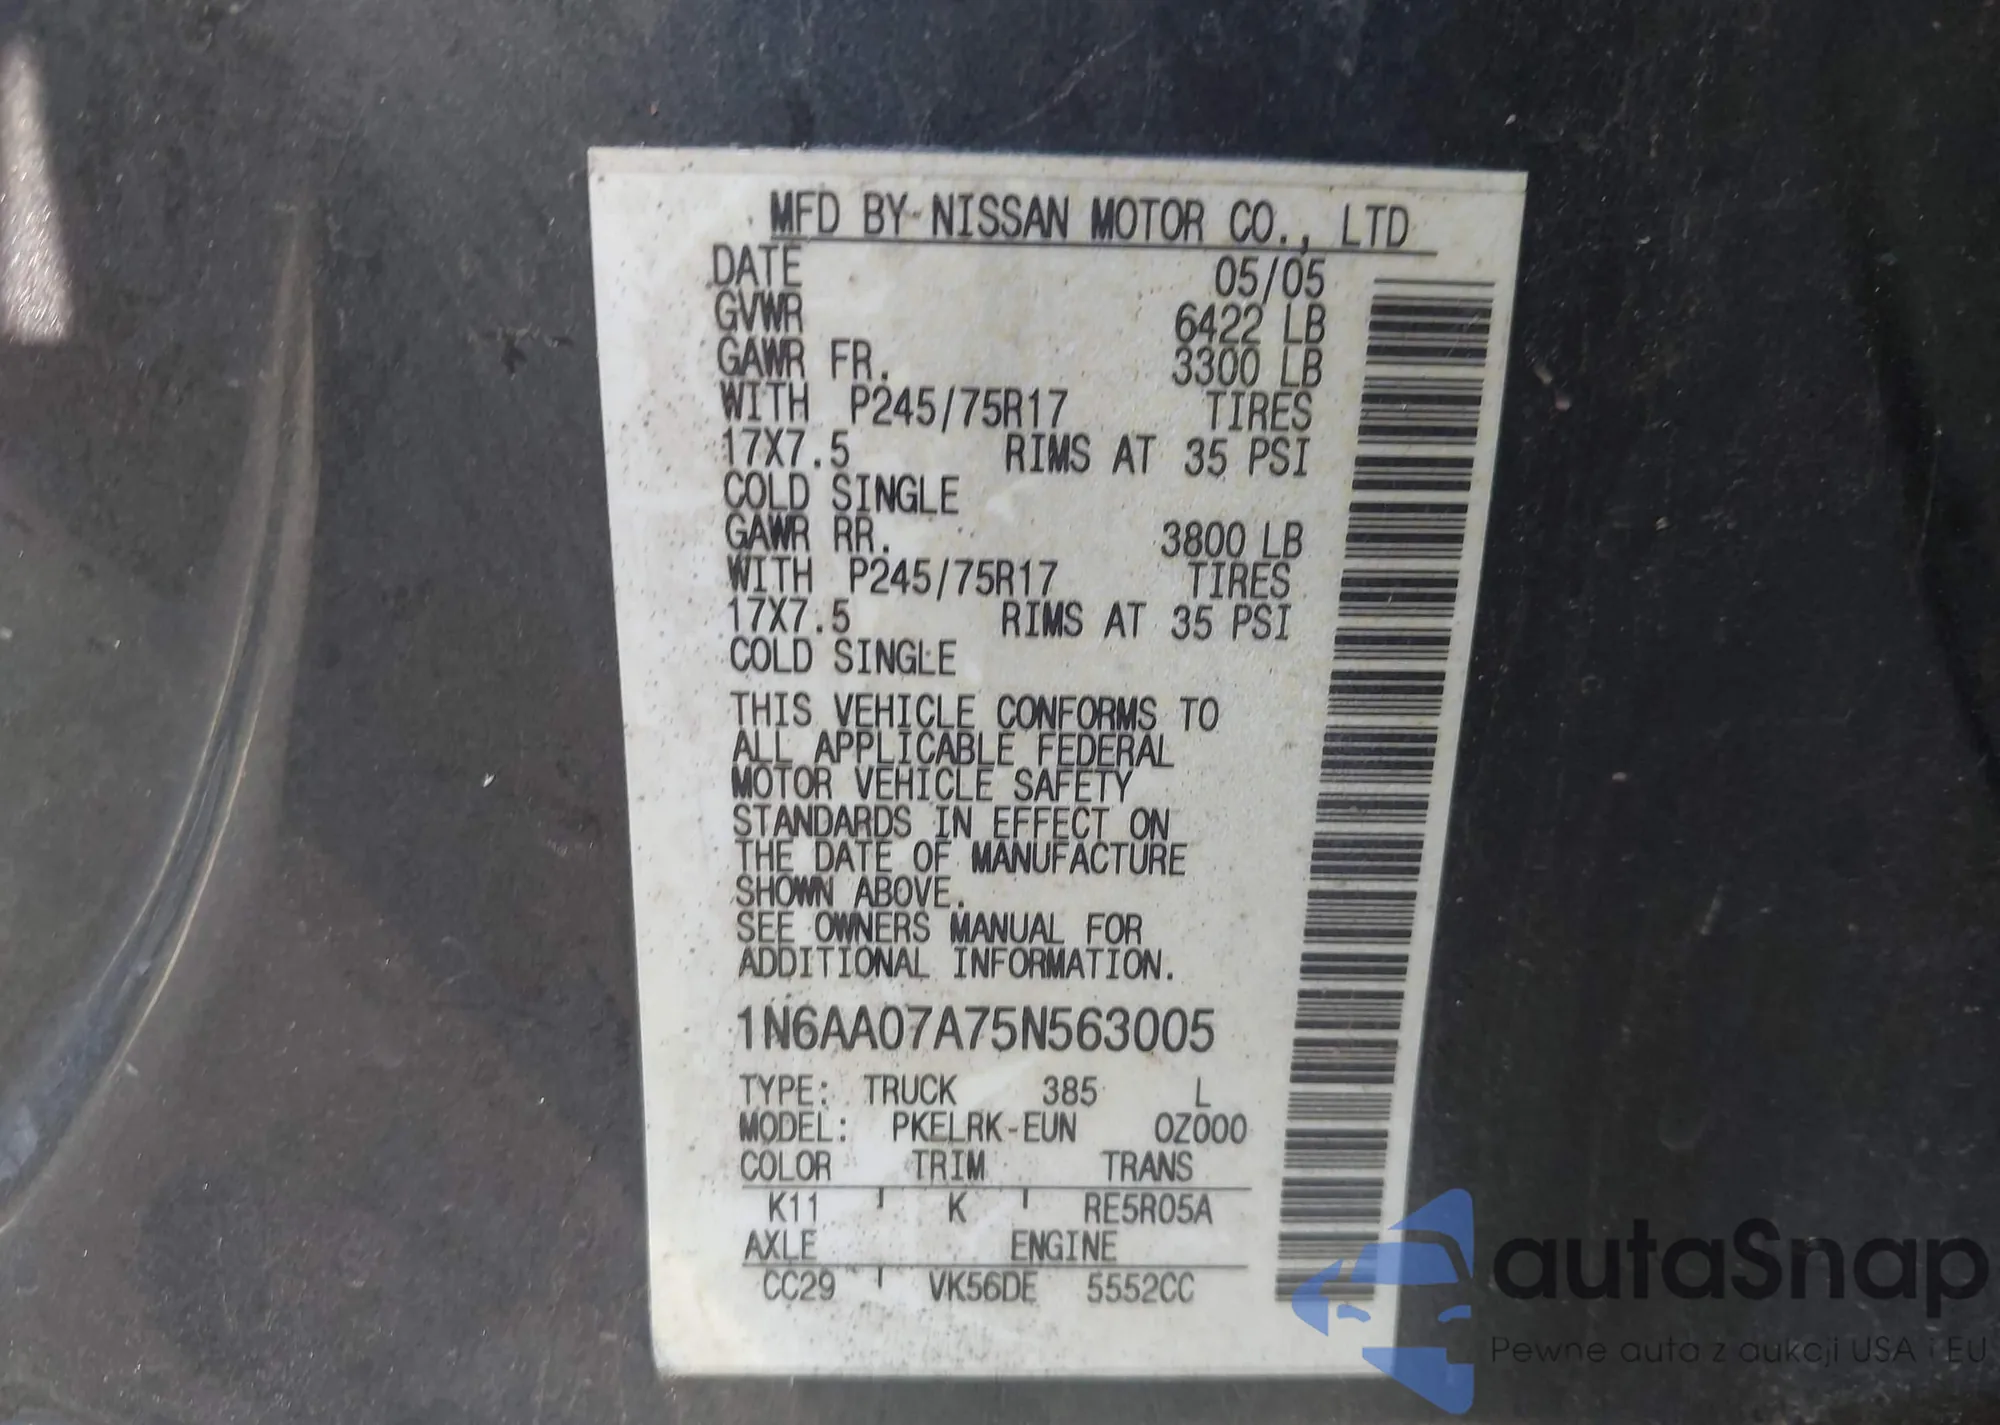 MFD BY NISSAN MOTOR CO., LTD
DATE 05/05
GVWR 6422 LB
GAWR FR. 3300 LB
WITH P245/75R17 TIRES
17X7.5 RIMS AT 35 PSI
COLD SINGLE
GAWR RR. 3800 LB
WITH P245/75R17 TIRES
17X7.5 RIMS AT 35 PSI
COLD SINGLE
THIS VEHICLE CONFORMS TO
ALL APPLICABLE FEDERAL
MOTOR VEHICLE SAFETY
STANDARDS IN EFFECT ON
THE DATE OF MANUFACTURE
SHOWN ABOVE.
SEE OWNERS MANUAL FOR
ADDITIONAL INFORMATION.
1N6AA07A75N563005
TYPE: TRUCK 385 L
MODEL: PKELRK-EUN 0Z000
COLOR TRIM TRANS
K11 K RE5R05A
AXLE ENGINE
CC29 VK56DE 5552CC
autaSnap
Pewne auta z aukcji USA i EU